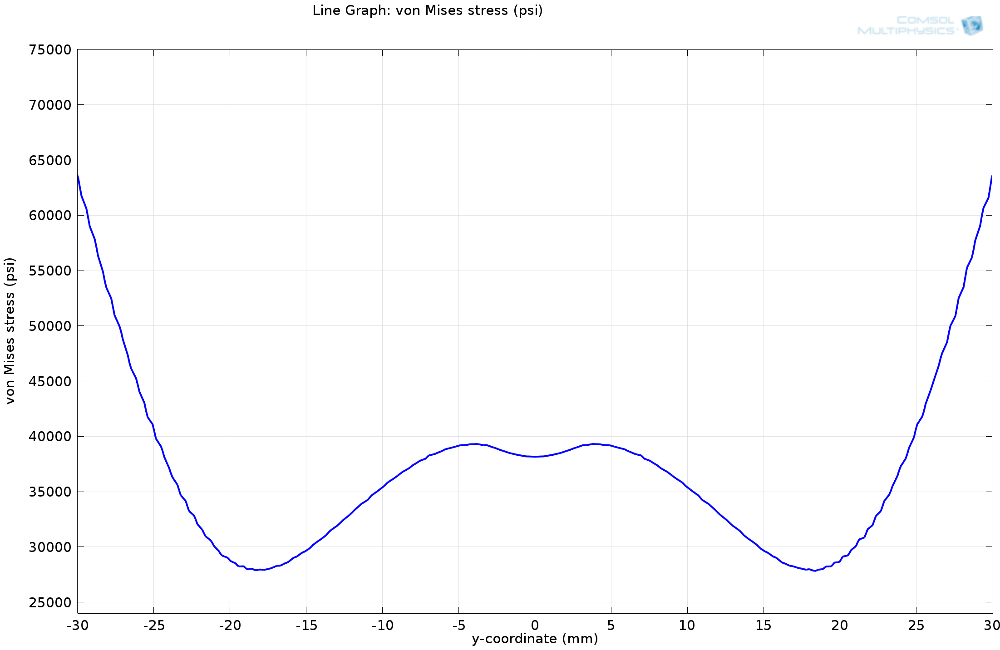 Line Graph: von Mises stress (psi)
COMSOL
MULTIPHYSICS®
75000
70000
65000
60000
55000
50000
45000
40000
35000
30000
25000
von Mises stress (psi)
-30 -25 -20 -15 -10 -5 0 5 10 15 20 25 30
y-coordinate (mm)